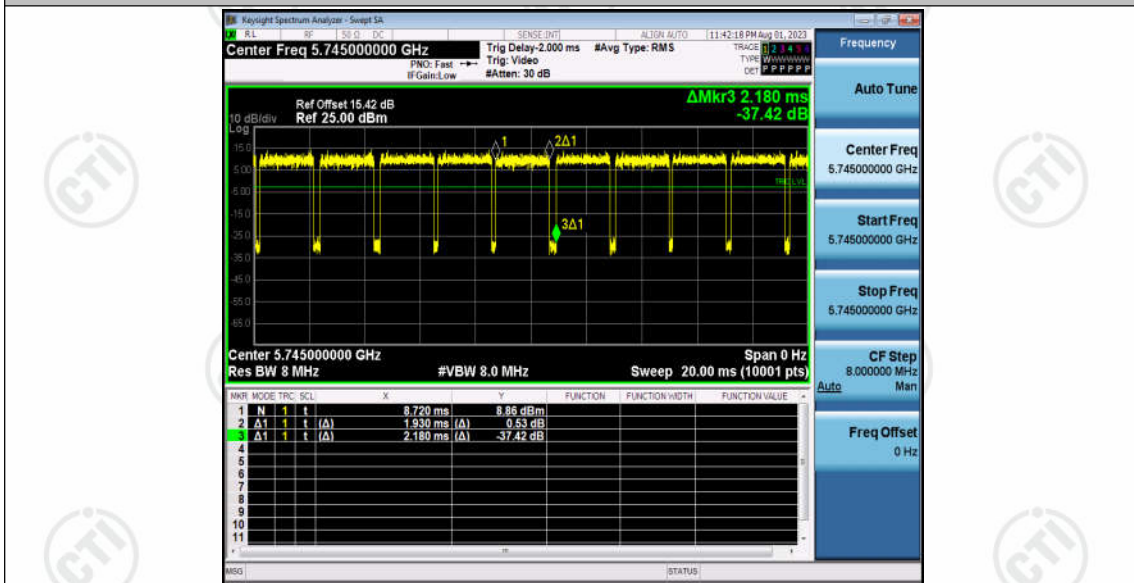 Keysight Spectrum Analyzer - Swept SA
RL RF 50 Ω DC SENSE:INT ALIGN AUTO 11:42:18 PM Aug 01, 2023
Center Freq 5.745000000 GHz
PNO: Fast
IFGain:Low
Trig Delay-2.000 ms
Trig: Video
#Atten: 30 dB
#Avg Type: RMS
TRACE 1 2 3 4 5 6
TYPE WWWWWW
DET P P P P P P
ΔMkr3 2.180 ms
-37.42 dB
Ref Offset 15.42 dB
10 dB/div Ref 25.00 dBm
Log
15.0
5.00
-5.00
-15.0
-25.0
-35.0
-45.0
-55.0
-65.0
1
2Δ1
3Δ1
TRIG LVL
Center 5.745000000 GHz Span 0 Hz
Res BW 8 MHz #VBW 8.0 MHz Sweep 20.00 ms (10001 pts)
MKR MODE TRC SCL X Y FUNCTION FUNCTION WIDTH FUNCTION VALUE
1 N 1 t 8.720 ms 8.86 dBm
2 Δ1 1 t (Δ) 1.930 ms (Δ) 0.53 dB
3 Δ1 1 t (Δ) 2.180 ms (Δ) -37.42 dB
4
5
6
7
8
9
10
11
MSG STATUS
Frequency
Auto Tune
Center Freq
5.745000000 GHz
Start Freq
5.745000000 GHz
Stop Freq
5.745000000 GHz
CF Step
8.000000 MHz
Auto Man
Freq Offset
0 Hz
CTI
CTI
CTI
CTI